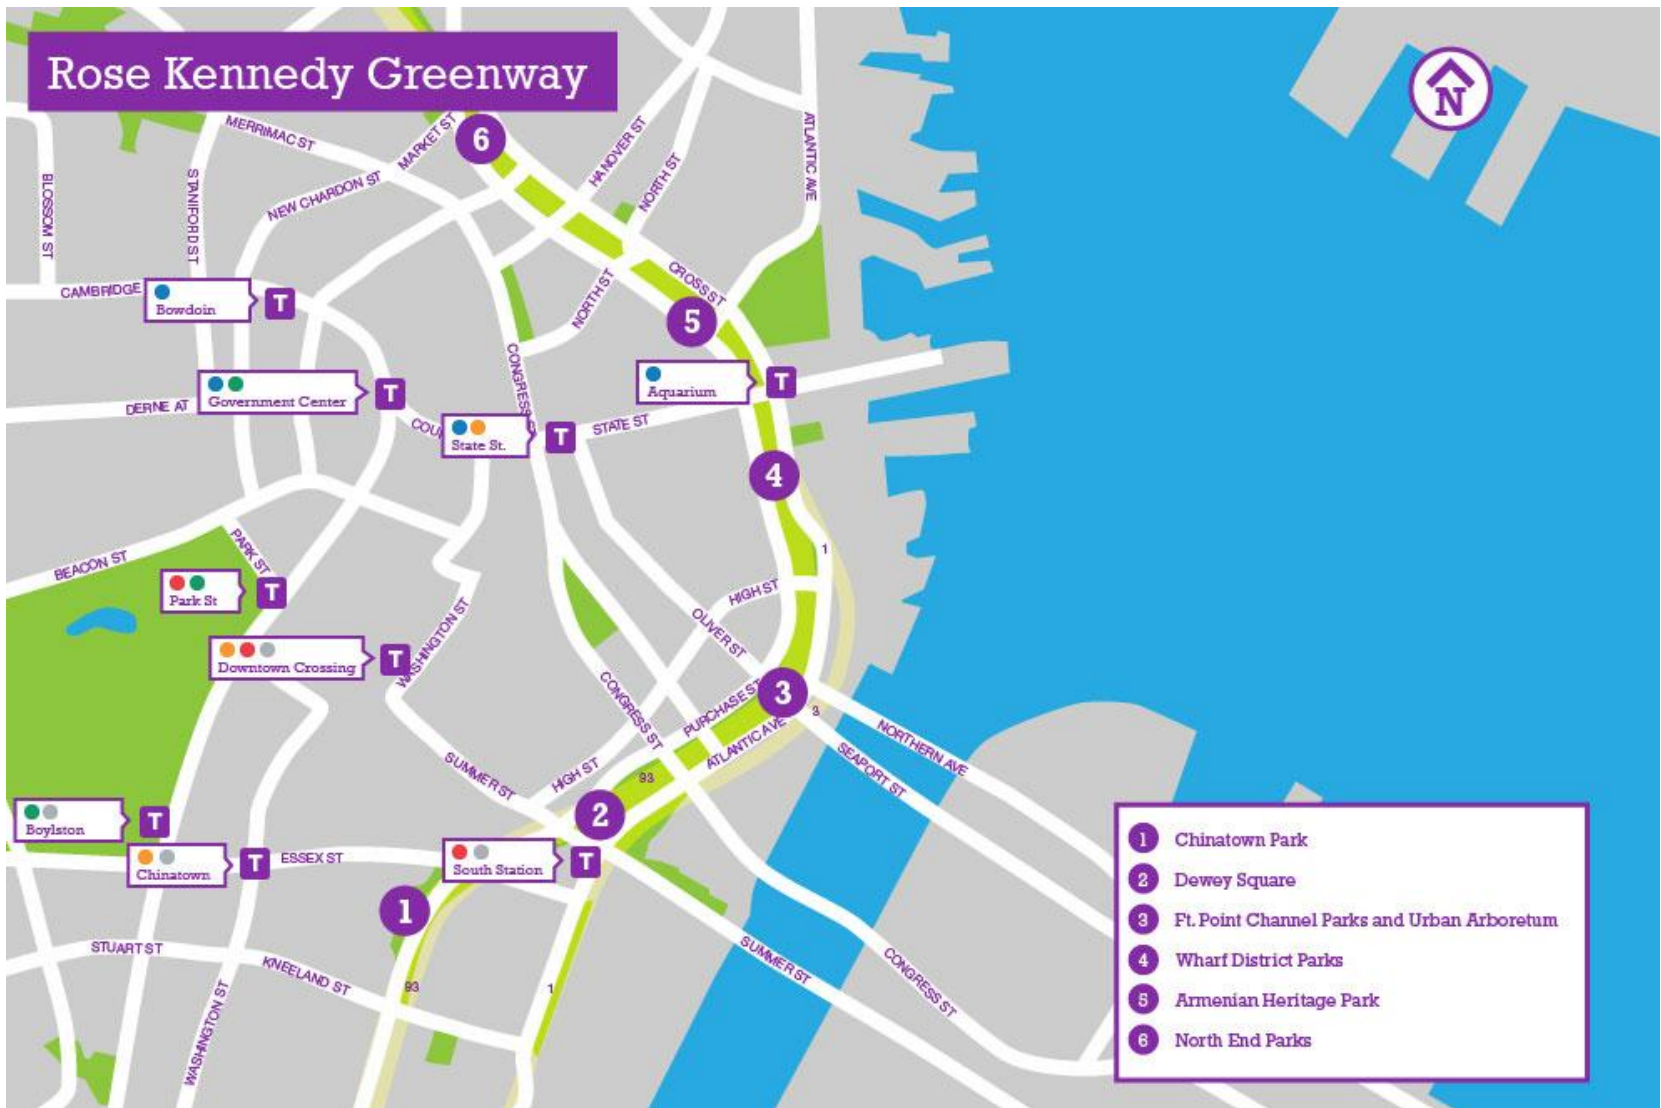 Rose Kennedy Greenway
N
6
MERRIMAC ST
MARKET ST
HANOVER ST
NORTH ST
ATLANTIC AVE
BLOSSOM ST
STANIFORD ST
NEW CHARDON ST
CAMBRIDGE
Bowdoin
T
NORTH ST
CROSS ST
5
CONGRESS ST
Aquarium
T
DERNE AT
Government Center
T
COU
State St.
T
STATE ST
4
BEACON ST
PARK ST
Park St
T
1
HIGH ST
OLIVER ST
WASHINGTON ST
Downtown Crossing
T
CONGRESS ST
PURCHASE ST
3
3
ATLANTIC AVE
NORTHERN AVE
SEAPORT ST
SUMMER ST
HIGH ST
93
2
Boylston
T
Chinatown
T
ESSEX ST
South Station
T
1
STUART ST
KNEELAND ST
93
1
WASHINGTON ST
SUMMER ST
CONGRESS ST
1 Chinatown Park
2 Dewey Square
3 Ft. Point Channel Parks and Urban Arboretum
4 Wharf District Parks
5 Armenian Heritage Park
6 North End Parks